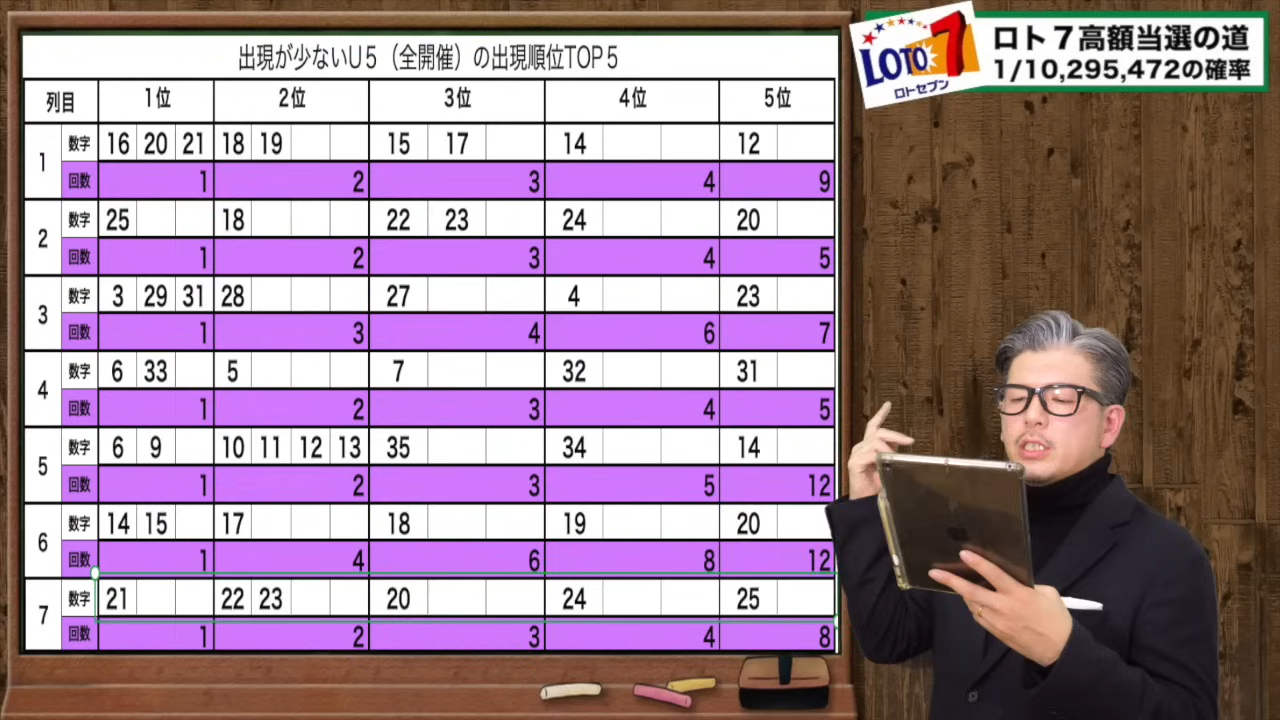 出現が少ないU5（全開催）の出現順位TOP5
列目 1位 2位 3位 4位 5位
1 数字 16 20 21 18 19 15 17 14 12
回数 1 2 3 4 9
2 数字 25 18 22 23 24 20
回数 1 2 3 4 5
3 数字 3 29 31 28 27 4 23
回数 1 3 4 6 7
4 数字 6 33 5 7 32 31
回数 1 2 3 4 5
5 数字 6 9 10 11 12 13 35 34 14
回数 1 2 3 5 12
6 数字 14 15 17 18 19 20
回数 1 4 6 8 12
7 数字 21 22 23 20 24 25
回数 1 2 3 4 8
LOTO 7
ロトセブン
ロト7高額当選の道
1/10,295,472の確率